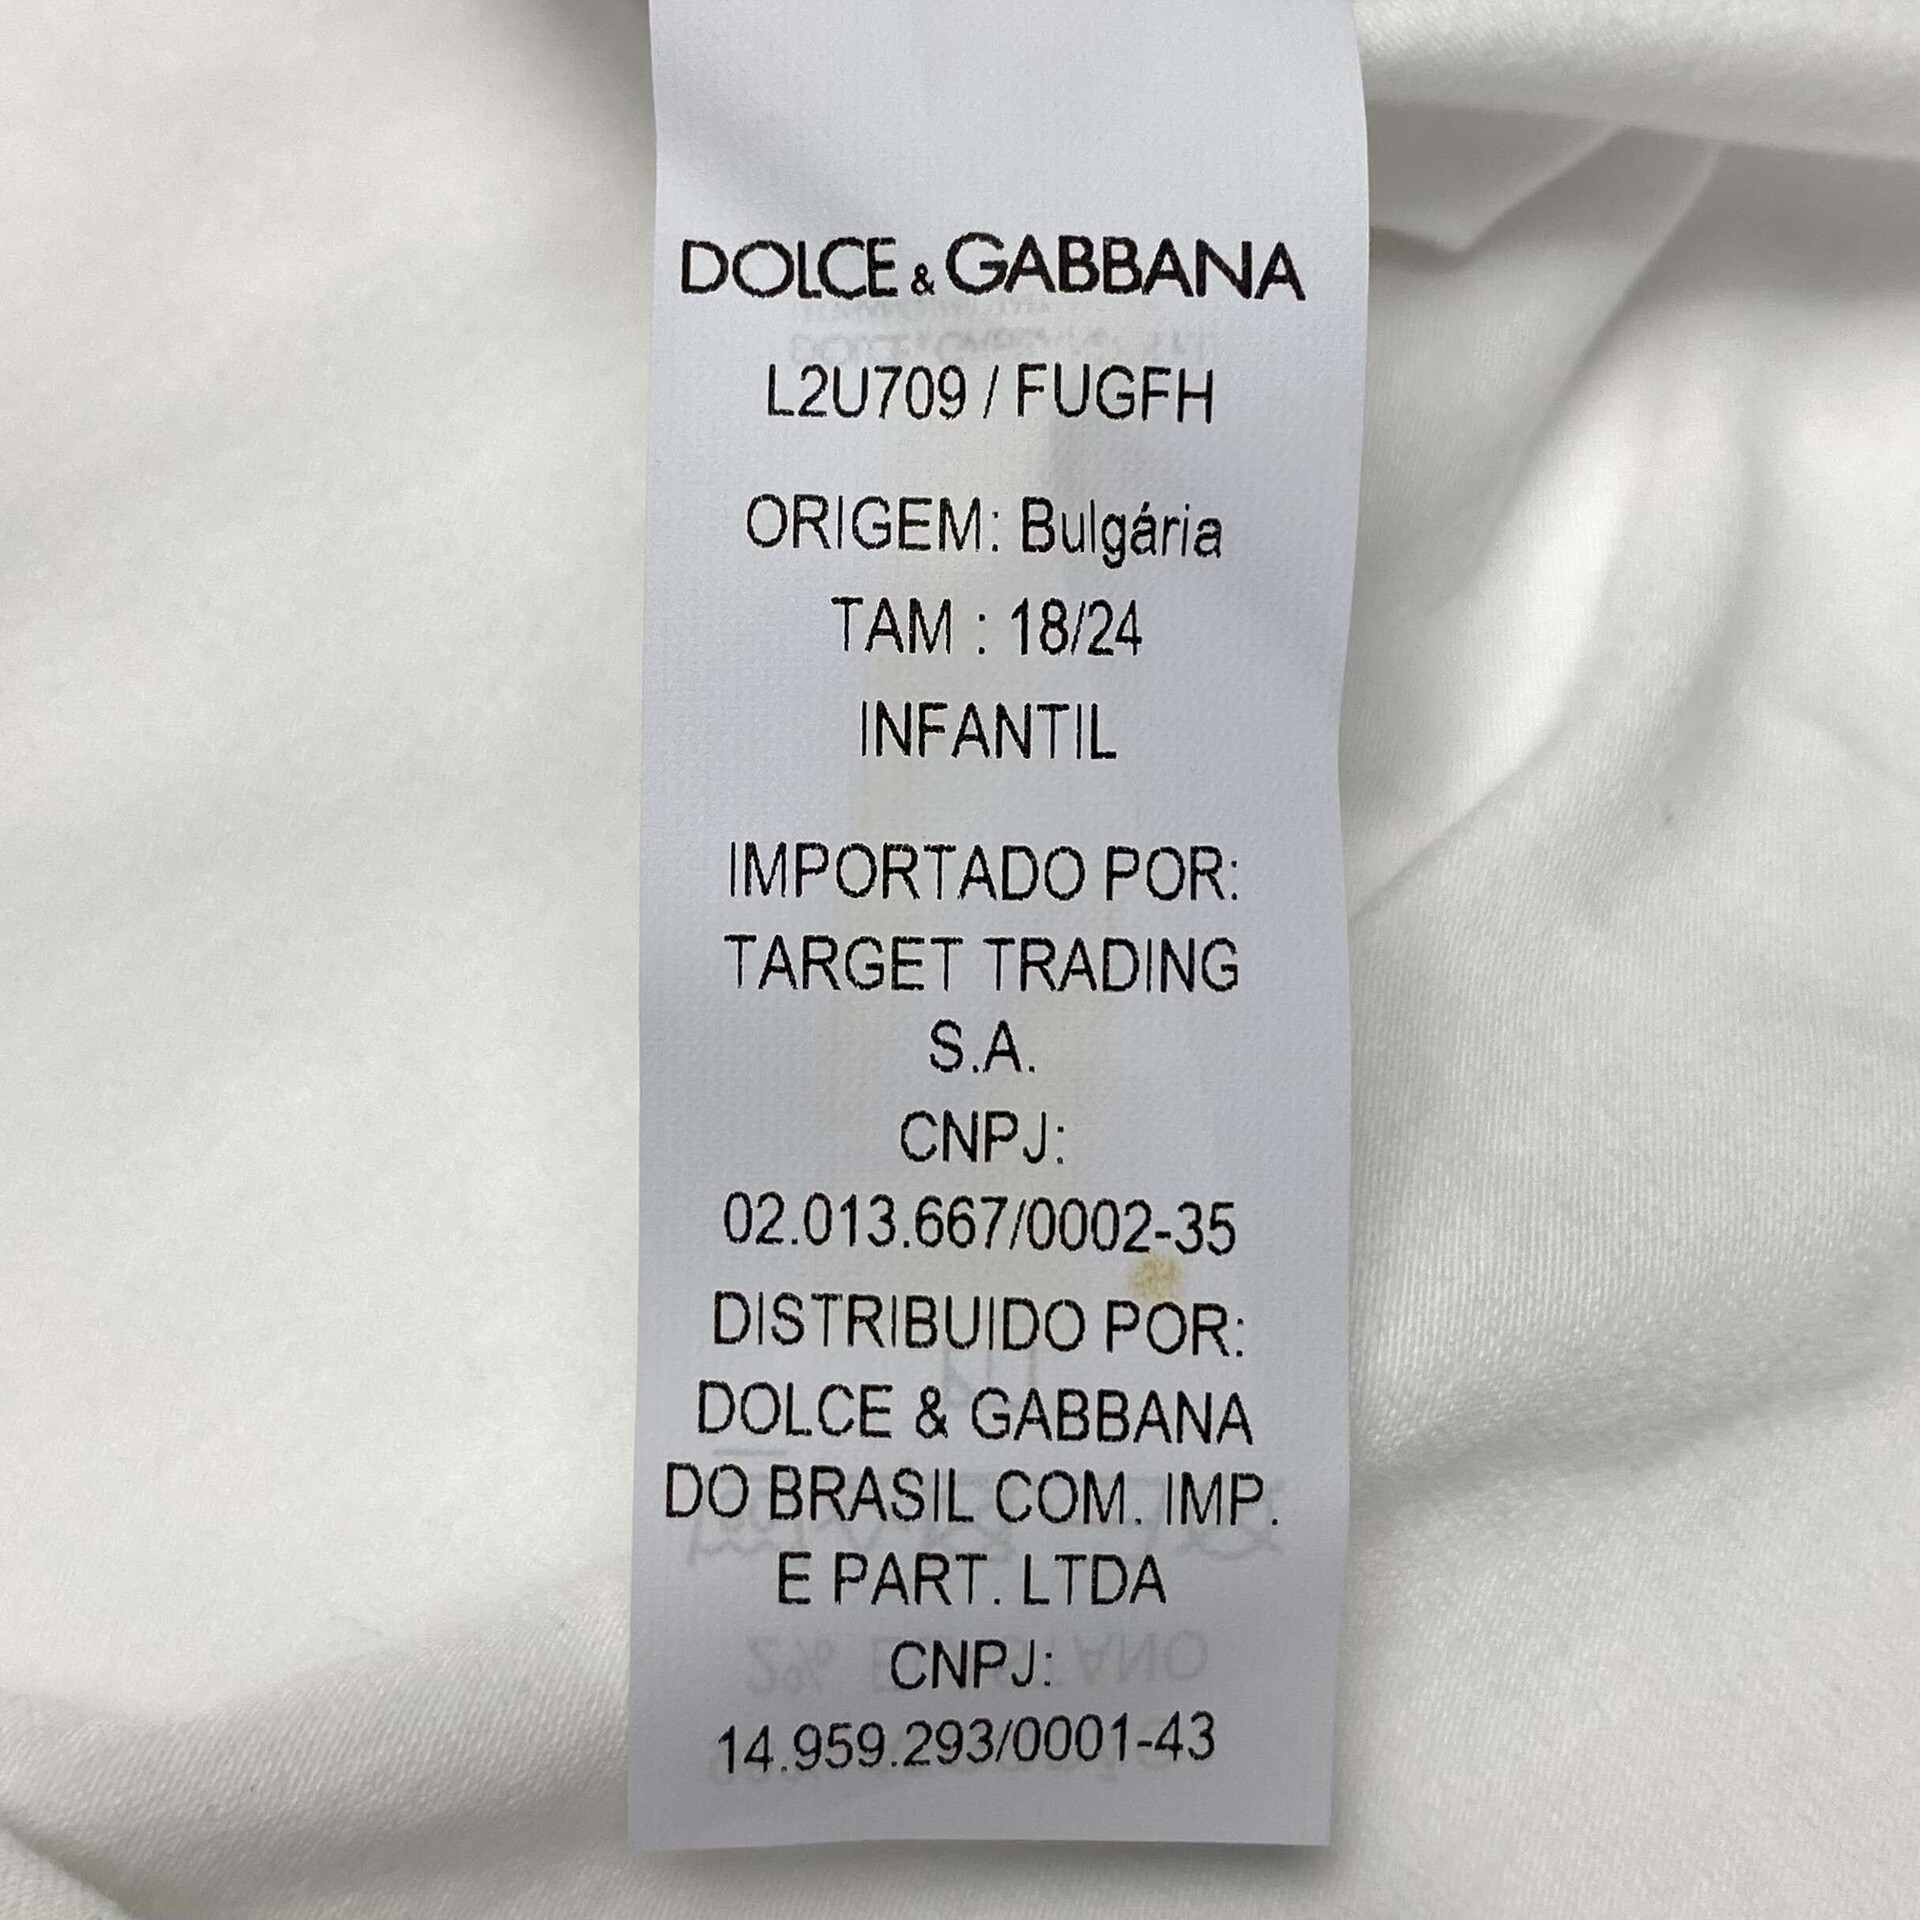 DOLCE & GABBANA
L2U709 / FUGFH
ORIGEM: Bulgária
TAM : 18/24
INFANTIL
IMPORTADO POR:
TARGET TRADING
S.A.
CNPJ:
02.013.667/0002-35
DISTRIBUIDO POR:
DOLCE & GABBANA
DO BRASIL COM. IMP.
E PART. LTDA
CNPJ:
14.959.293/0001-43